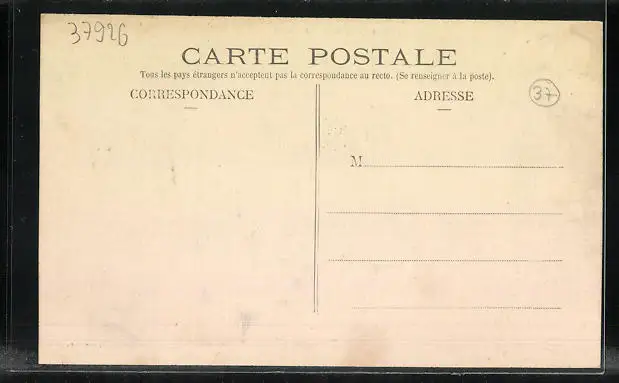 37926
CARTE POSTALE
Tous les pays étrangers n'acceptent pas la correspondance au recto. (Se renseigner à la poste).
CORRESPONDANCE
ADRESSE
37
M